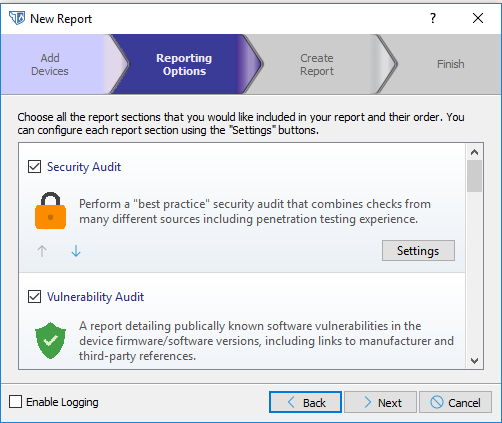 New Report
?
Add
Devices
Reporting
Options
Create
Report
Finish
Choose all the report sections that you would like included in your report and their order. You
can configure each report section using the "Settings" buttons.
Security Audit
Perform a "best practice" security audit that combines checks from
many different sources including penetration testing experience.
Settings
Vulnerability Audit
A report detailing publically known software vulnerabilities in the
device firmware/software versions, including links to manufacturer and
third-party references.
Enable Logging
Back
Next
Cancel